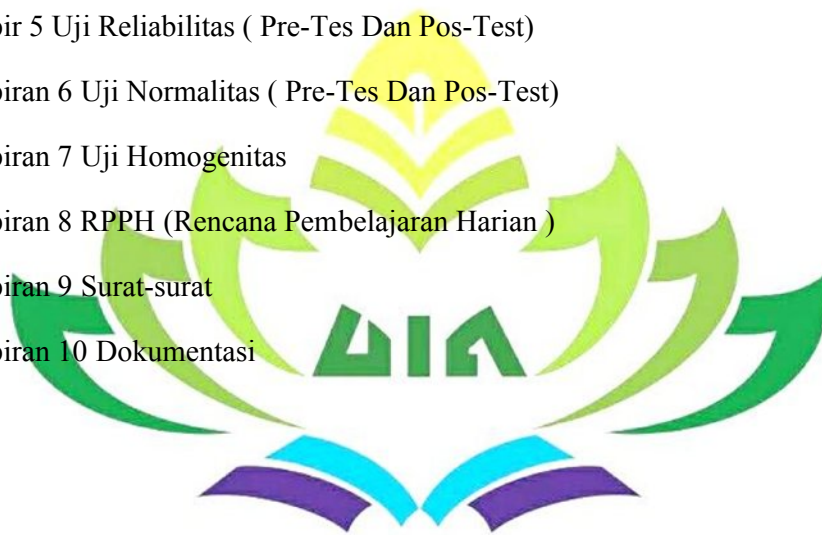 pir 5 Uji Reliabilitas ( Pre-Tes Dan Pos-Test)
piran 6 Uji Normalitas ( Pre-Tes Dan Pos-Test)
piran 7 Uji Homogenitas
piran 8 RPPH (Rencana Pembelajaran Harian )
piran 9 Surat-surat
piran 10 Dokumentasi
UIN